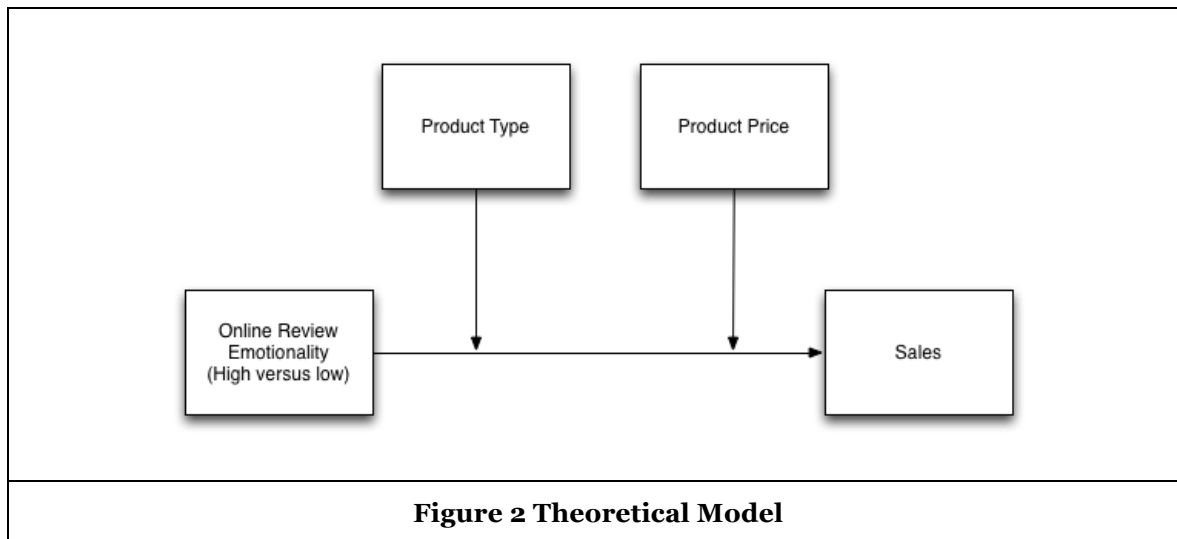 Product Type
Product Price
Online Review
Emotionality
(High versus low)
Sales
Figure 2 Theoretical Model